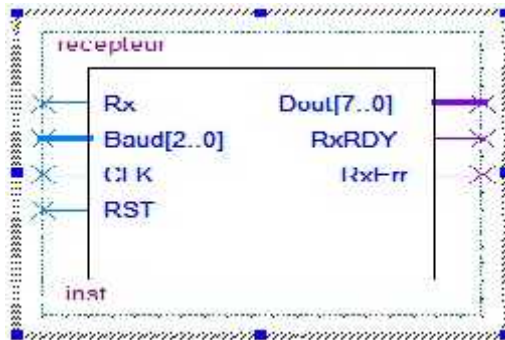 recepteur
Rx Dout[7..0]
Baud[2..0] RxRDY
CLK RxErr
RST
inst